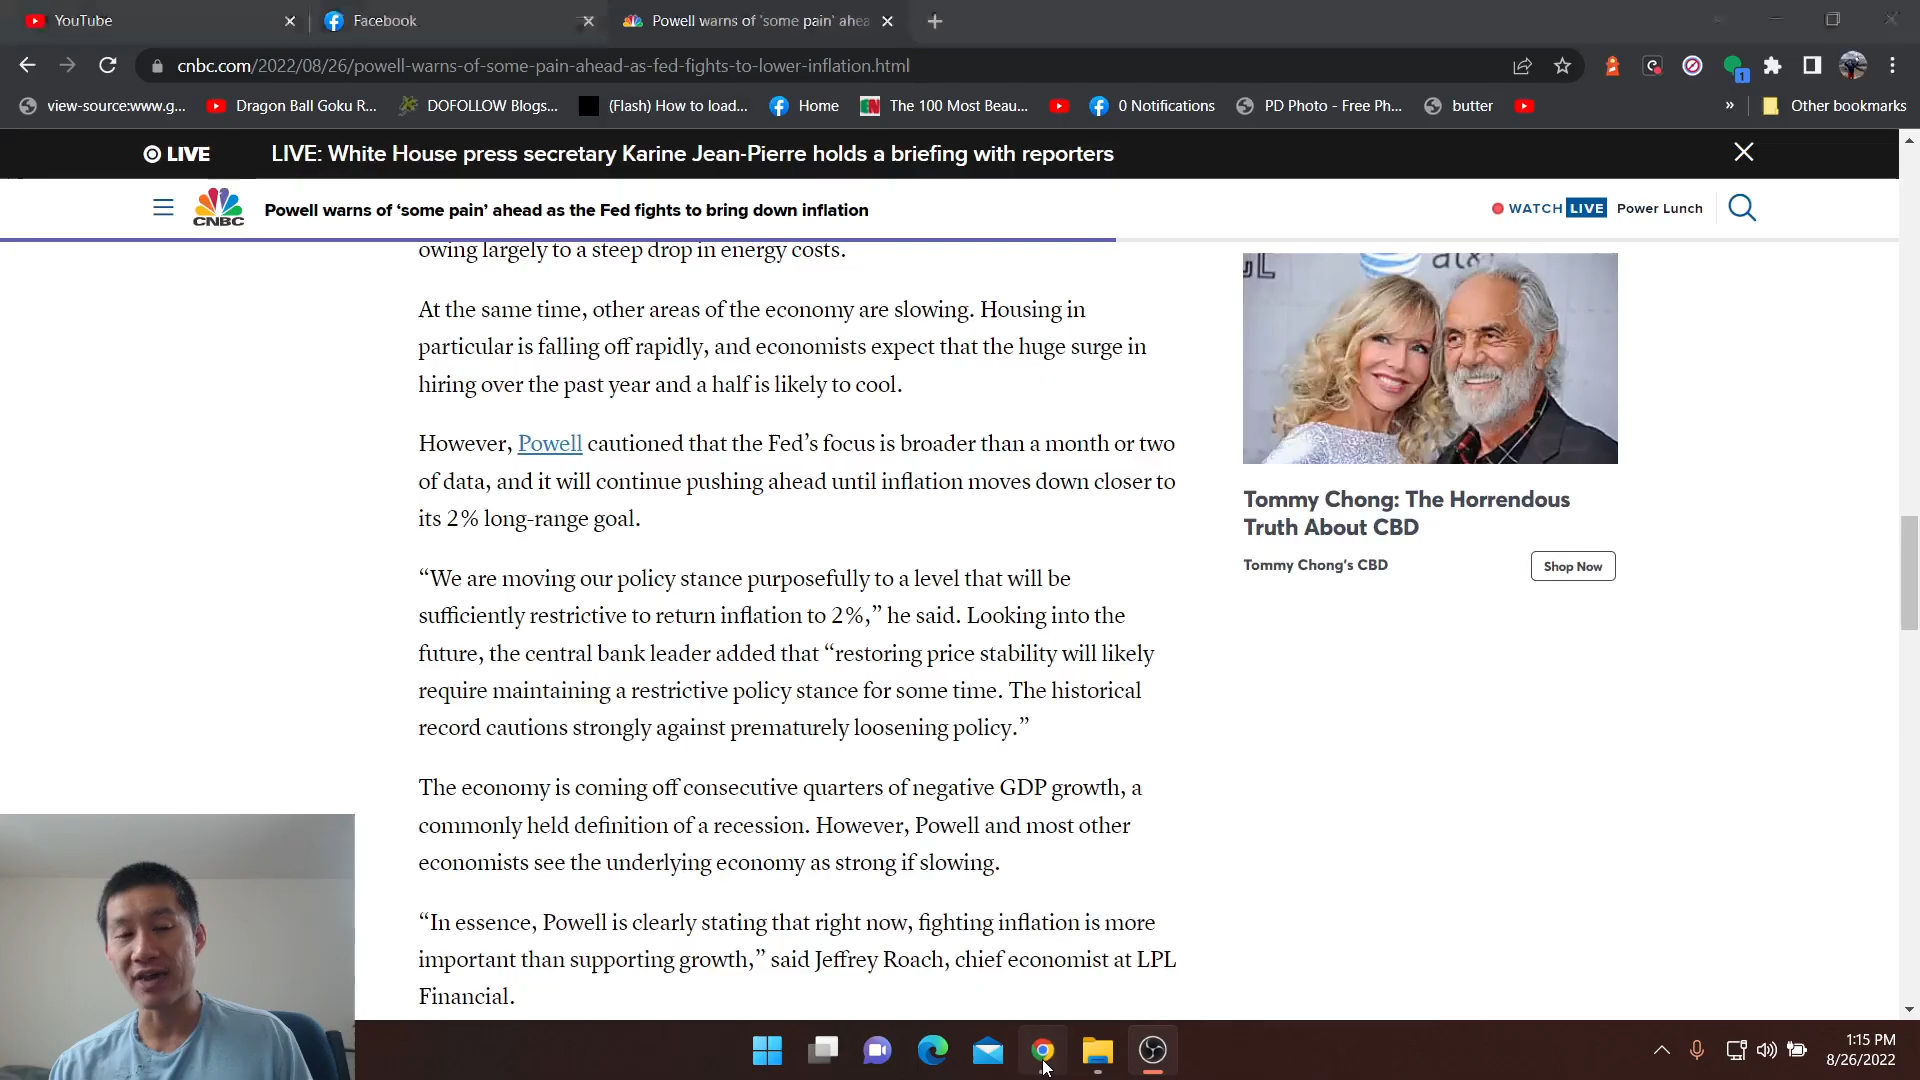 YouTube
Facebook
Powell warns of 'some pain' ahea
cnbc.com/2022/08/26/powell-warns-of-some-pain-ahead-as-fed-fights-to-lower-inflation.html
1
view-source:www.g...
Dragon Ball Goku R...
DOFOLLOW Blogs...
(Flash) How to load...
Home
The 100 Most Beau...
0 Notifications
PD Photo - Free Ph...
butter
»
Other bookmarks
LIVE
LIVE: White House press secretary Karine Jean-Pierre holds a briefing with reporters
CNBC
Powell warns of ‘some pain’ ahead as the Fed fights to bring down inflation
WATCH LIVE Power Lunch
owing largely to a steep drop in energy costs.
At the same time, other areas of the economy are slowing. Housing in
particular is falling off rapidly, and economists expect that the huge surge in
hiring over the past year and a half is likely to cool.
However, Powell cautioned that the Fed’s focus is broader than a month or two
of data, and it will continue pushing ahead until inflation moves down closer to
its 2% long-range goal.
“We are moving our policy stance purposefully to a level that will be
sufficiently restrictive to return inflation to 2%,” he said. Looking into the
future, the central bank leader added that “restoring price stability will likely
require maintaining a restrictive policy stance for some time. The historical
record cautions strongly against prematurely loosening policy.”
The economy is coming off consecutive quarters of negative GDP growth, a
commonly held definition of a recession. However, Powell and most other
economists see the underlying economy as strong if slowing.
“In essence, Powell is clearly stating that right now, fighting inflation is more
important than supporting growth,” said Jeffrey Roach, chief economist at LPL
Financial.
at&t
Tommy Chong: The Horrendous
Truth About CBD
Tommy Chong's CBD
Shop Now
1:15 PM
8/26/2022